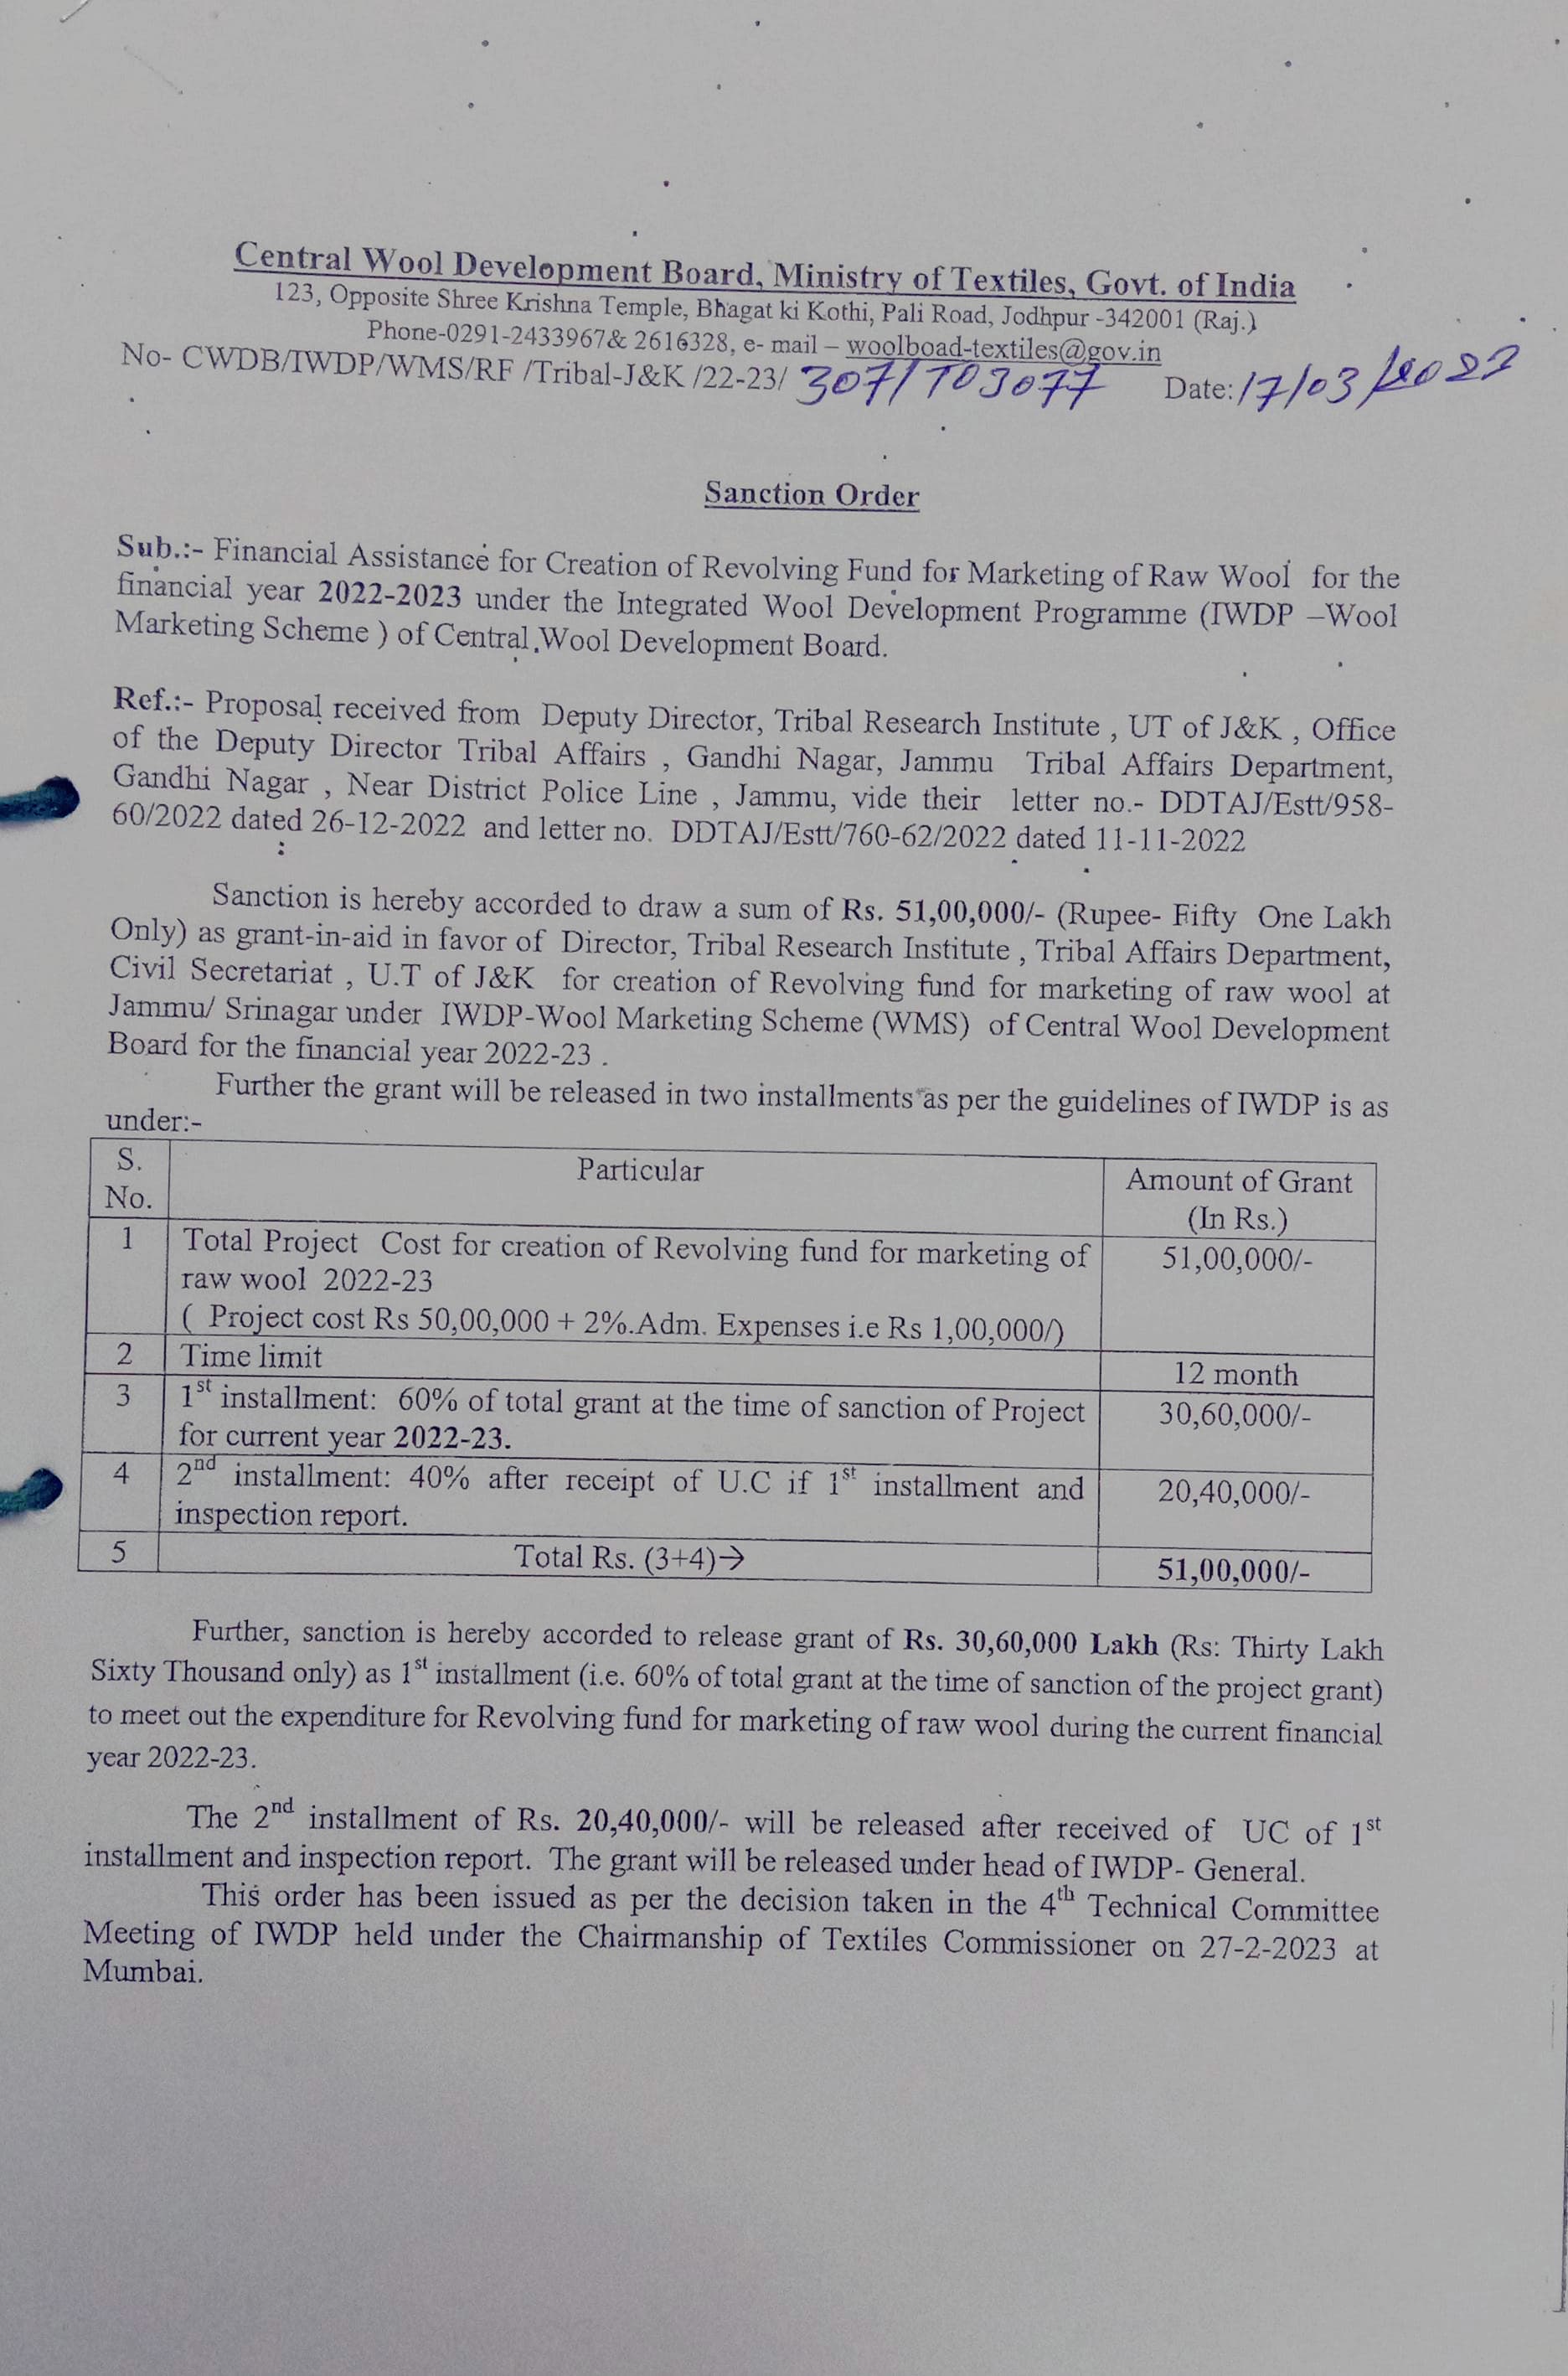 Central Wool Development Board, Ministry of Textiles, Govt. of India
123, Opposite Shree Krishna Temple, Bhagat ki Kothi, Pali Road, Jodhpur -342001 (Raj.)
Phone-0291-2433967& 2616328, e- mail – woolboad-textiles@gov.in
No- CWDB/IWDP/WMS/RF /Tribal-J&K /22-23/ Date: 17/03/2023
Sanction Order
Sub.:- Financial Assistance for Creation of Revolving Fund for Marketing of Raw Wool for the
financial year 2022-2023 under the Integrated Wool Development Programme (IWDP –Wool
Marketing Scheme ) of Central Wool Development Board.
Ref.:- Proposal received from Deputy Director, Tribal Research Institute , UT of J&K , Office
of the Deputy Director Tribal Affairs , Gandhi Nagar, Jammu Tribal Affairs Department,
Gandhi Nagar , Near District Police Line , Jammu, vide their letter no.- DDTAJ/Estt/958-
60/2022 dated 26-12-2022 and letter no. DDTAJ/Estt/760-62/2022 dated 11-11-2022
Sanction is hereby accorded to draw a sum of Rs. 51,00,000/- (Rupee- Fifty One Lakh
Only) as grant-in-aid in favor of Director, Tribal Research Institute , Tribal Affairs Department,
Civil Secretariat , U.T of J&K for creation of Revolving fund for marketing of raw wool at
Jammu/ Srinagar under IWDP-Wool Marketing Scheme (WMS) of Central Wool Development
Board for the financial year 2022-23 .
Further the grant will be released in two installments as per the guidelines of IWDP is as
under:-
S. No. Particular Amount of Grant (In Rs.)
1 Total Project Cost for creation of Revolving fund for marketing of 51,00,000/-
raw wool 2022-23
( Project cost Rs 50,00,000 + 2%.Adm. Expenses i.e Rs 1,00,000/)
2 Time limit 12 month
3 1st installment: 60% of total grant at the time of sanction of Project 30,60,000/-
for current year 2022-23.
4 2nd installment: 40% after receipt of U.C if 1st installment and 20,40,000/-
inspection report.
5 Total Rs. (3+4)→ 51,00,000/-
Further, sanction is hereby accorded to release grant of Rs. 30,60,000 Lakh (Rs: Thirty Lakh
Sixty Thousand only) as 1st installment (i.e. 60% of total grant at the time of sanction of the project grant)
to meet out the expenditure for Revolving fund for marketing of raw wool during the current financial
year 2022-23.
The 2nd installment of Rs. 20,40,000/- will be released after received of UC of 1st
installment and inspection report. The grant will be released under head of IWDP- General.
This order has been issued as per the decision taken in the 4th Technical Committee
Meeting of IWDP held under the Chairmanship of Textiles Commissioner on 27-2-2023 at
Mumbai.